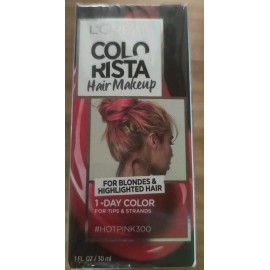 L'ORÉAL
COLO
RISTA
Hair Makeup
FOR BLONDES &
HIGHLIGHTED HAIR
1-DAY COLOR
FOR TIPS & STRANDS
#HOTPINK300
1 FL OZ / 30 ml